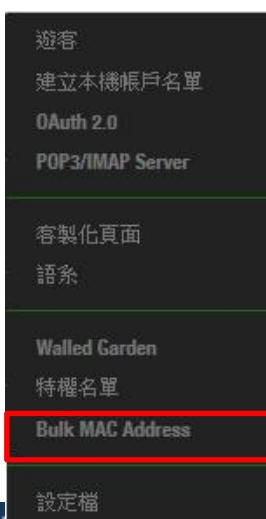 遊客
建立本機帳戶名單
OAuth 2.0
POP3/IMAP Server
客製化頁面
語系
Walled Garden
特權名單
Bulk MAC Address
設定檔